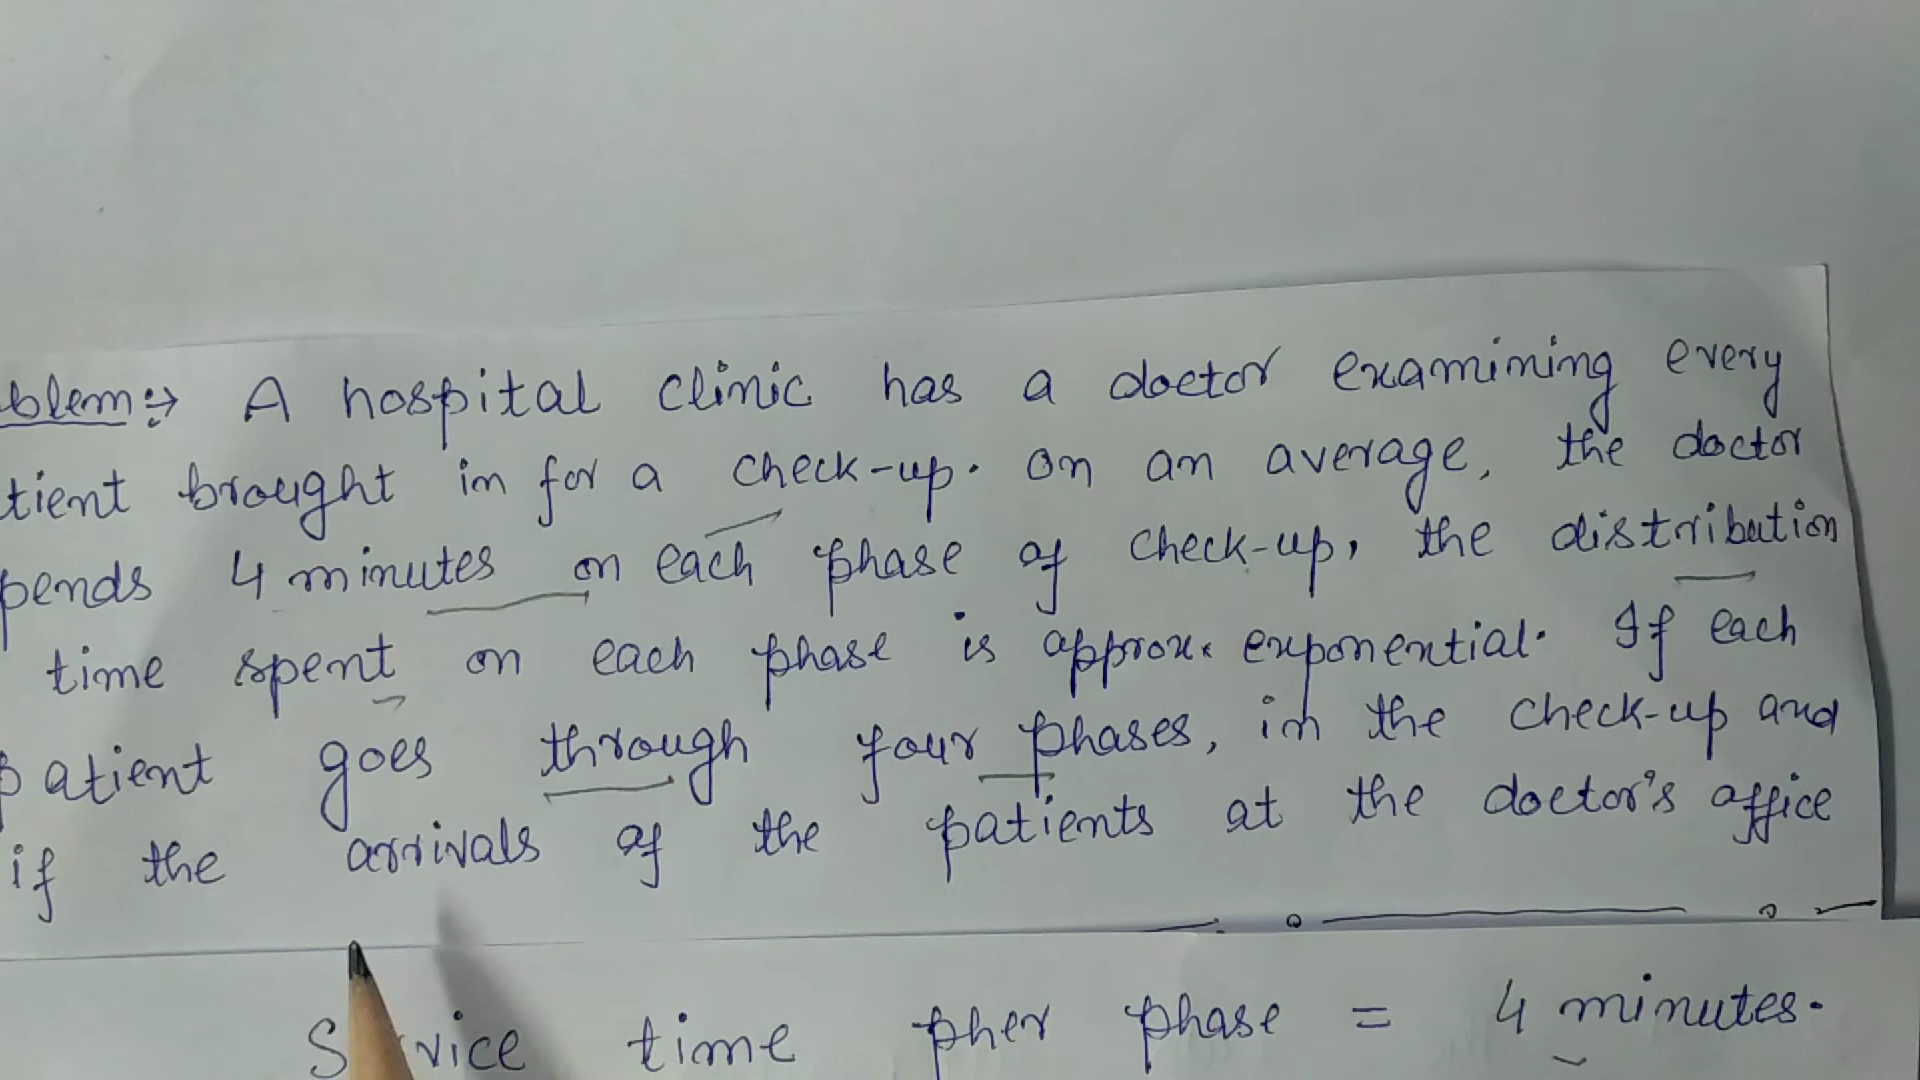 blem:→ A hospital clinic has a doctor examining every
tient brought in for a check-up. On an average, the doctor
pends 4 minutes on each phase of check-up, the distribution
time spent on each phase is approx. exponential. If each
patient goes through four phases, in the check-up and
if the arrivals of the patients at the doctor's office
S vice time pher phase = 4 minutes.